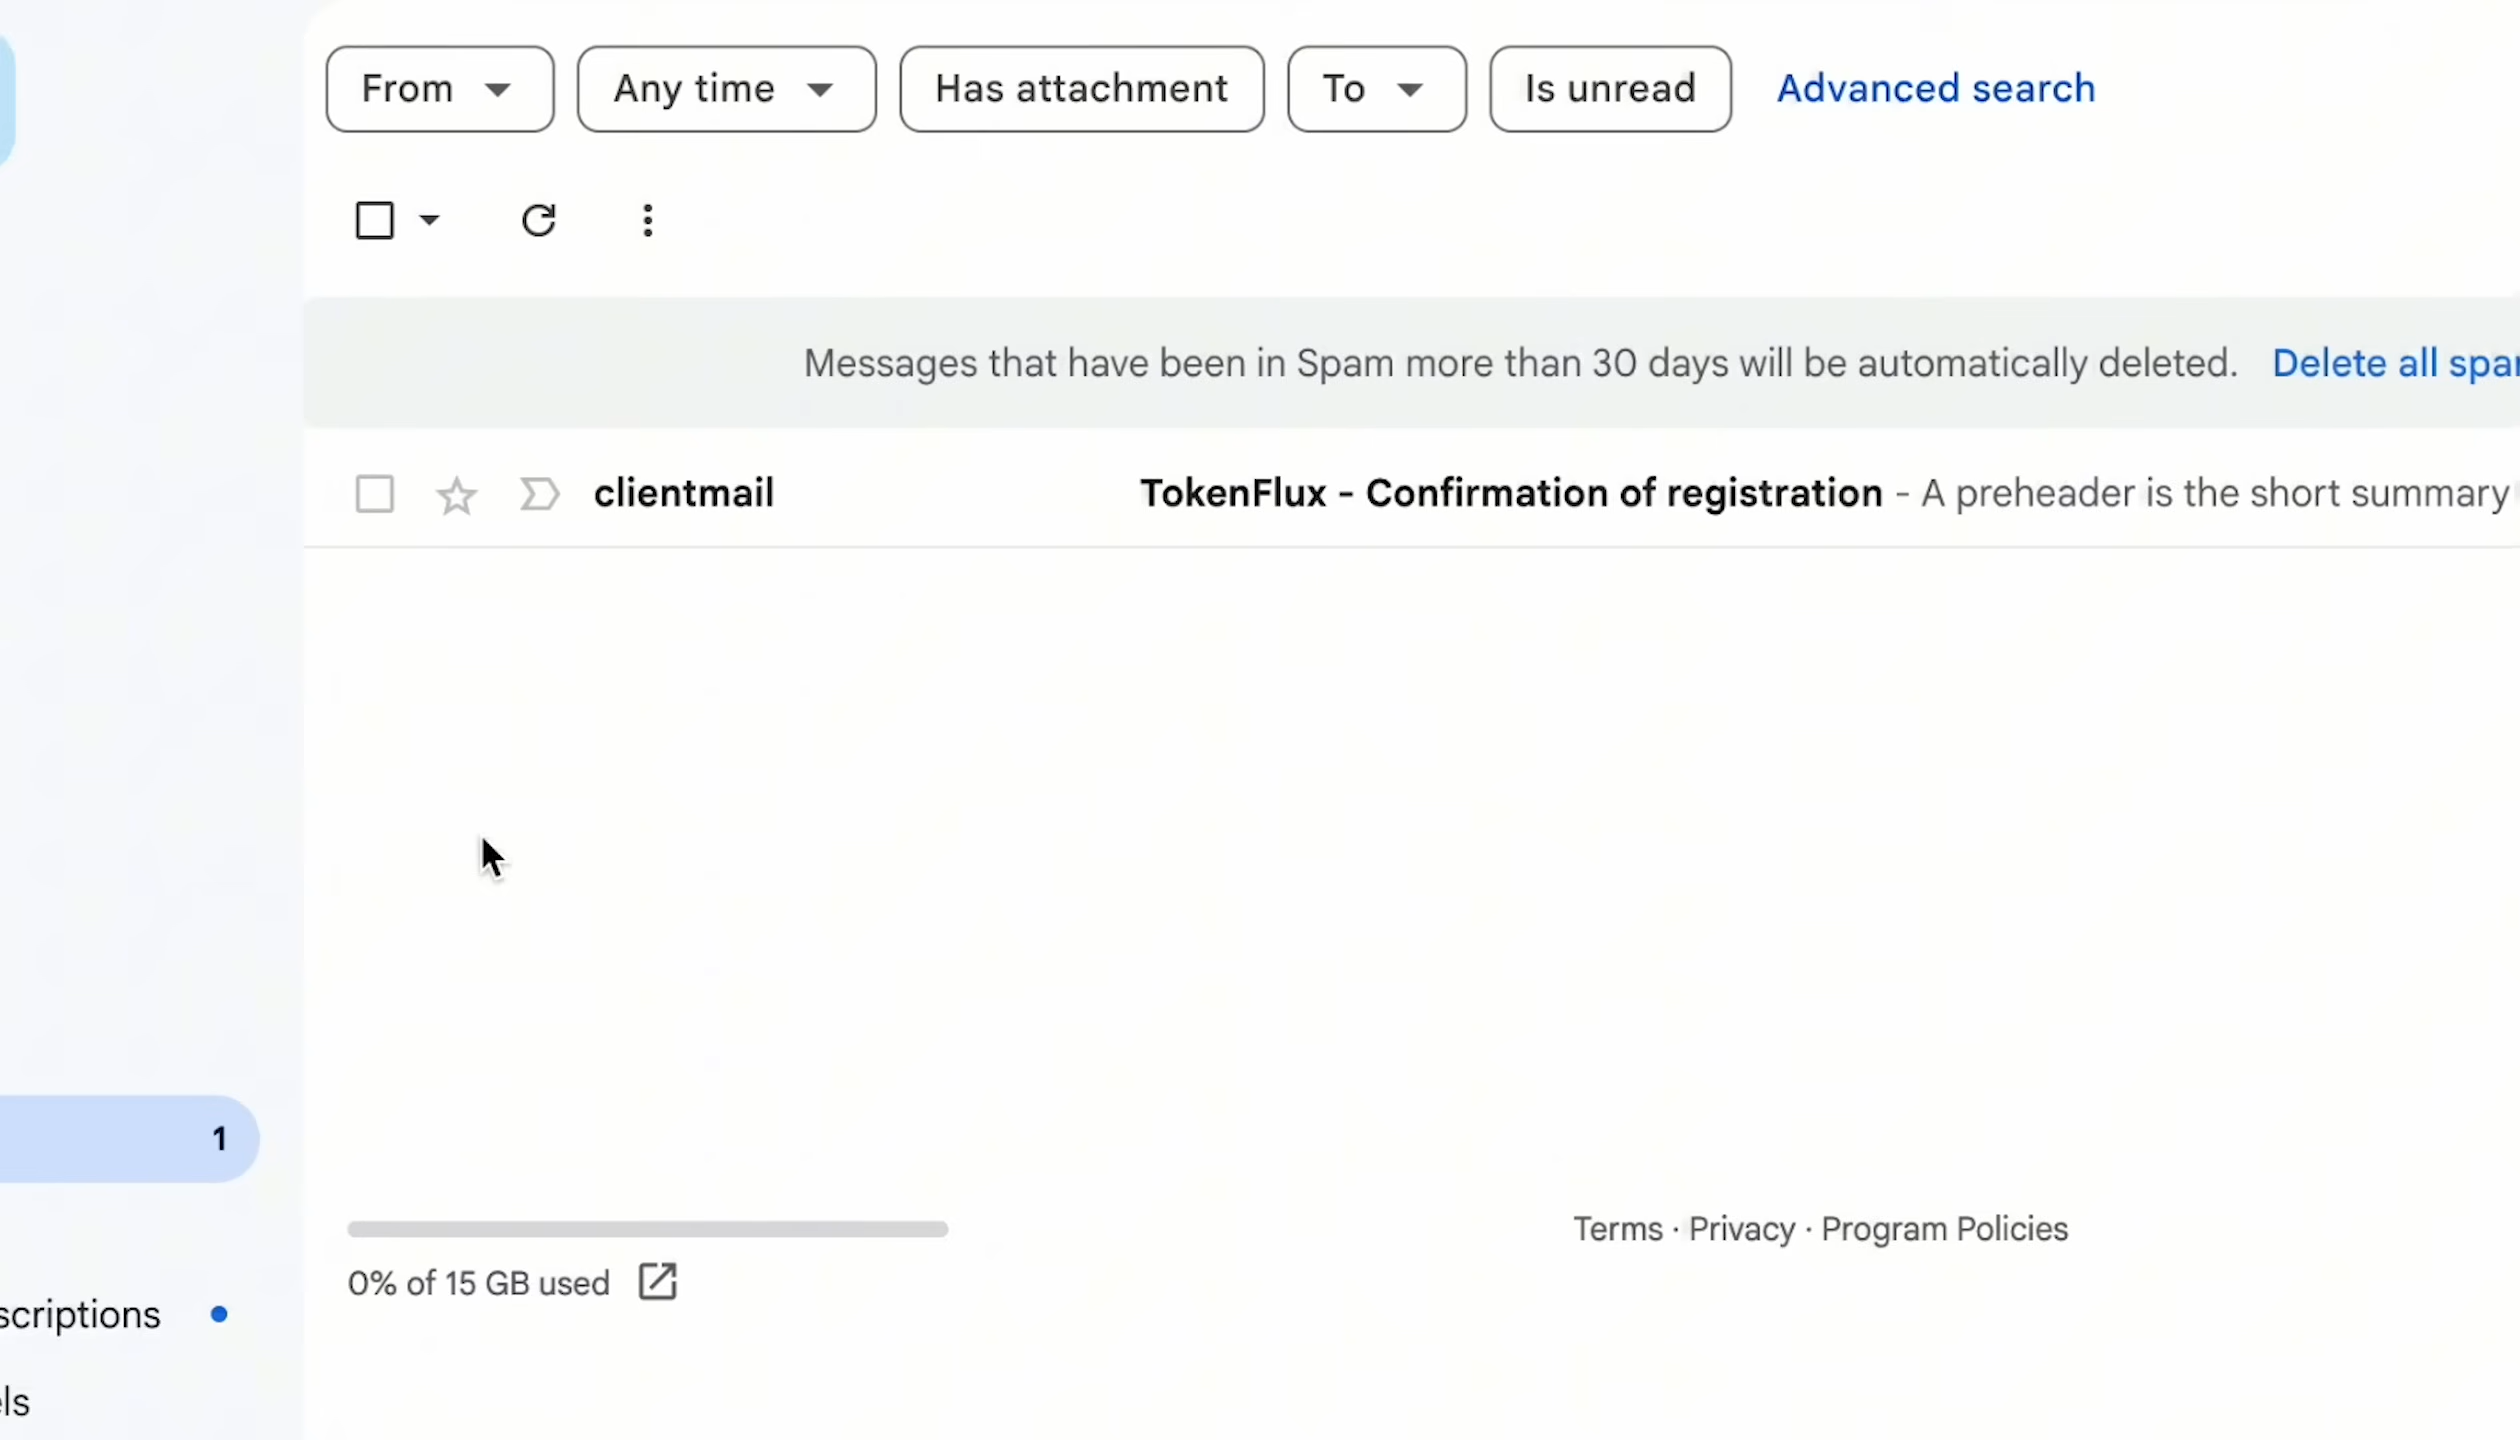 From Any time Has attachment To Is unread Advanced search
Messages that have been in Spam more than 30 days will be automatically deleted. Delete all
clientmail TokenFlux - Confirmation of registration - A preheader is the short summary
1
Terms · Privacy · Program Policies
0% of 15 GB used